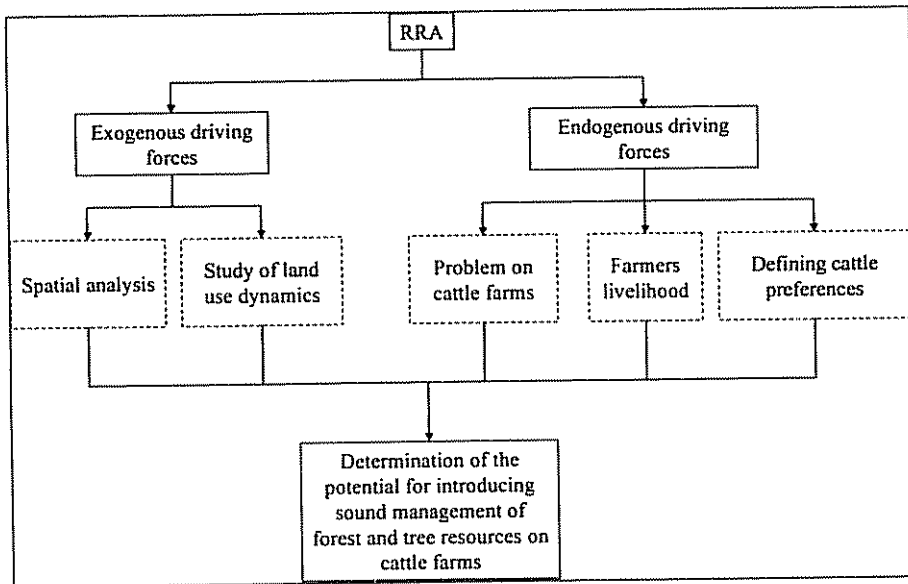 RRA
Exogenous driving
forces
Endogenous driving
forces
Spatial analysis
Study of land
use dynamics
Problem on
cattle farms
Farmers
livelihood
Defining cattle
preferences
Determination of the
potential for introducing
sound management of
forest and tree resources on
cattle farms